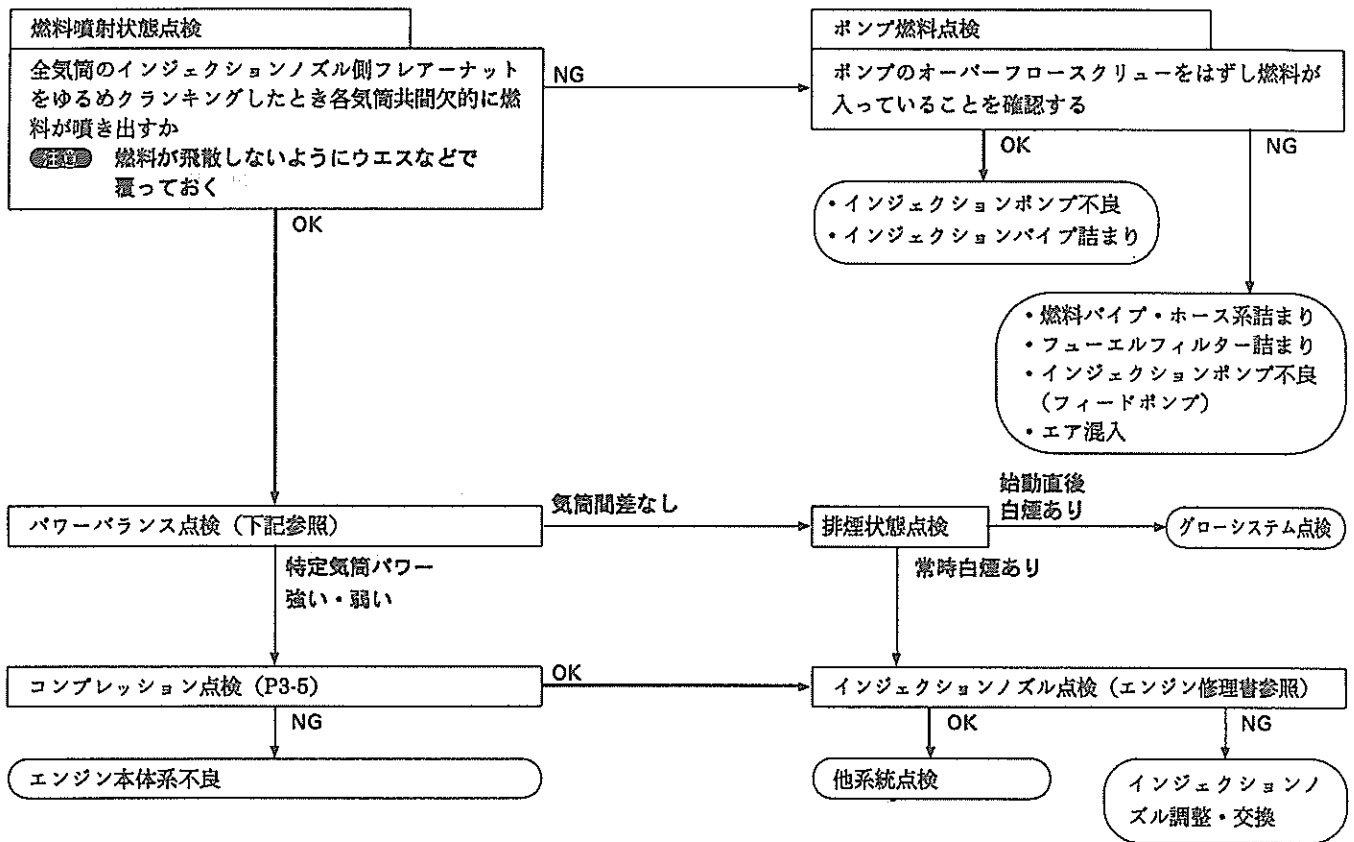 燃料噴射状態点検
全気筒のインジェクションノズル側フレアーナット
をゆるめクランキングしたとき各気筒共間欠的に燃
料が噴き出すか
注意 燃料が飛散しないようにウエスなどで
覆っておく
NG
OK
ポンプ燃料点検
ポンプのオーバーフロースクリューをはずし燃料が
入っていることを確認する
OK
NG
・インジェクションポンプ不良
・インジェクションパイプ詰まり
・燃料パイプ・ホース系詰まり
・フューエルフィルター詰まり
・インジェクションポンプ不良
(フィードポンプ)
・エア混入
パワーバランス点検(下記参照)
気筒間差なし
排煙状態点検
始動直後
白煙あり
グローシステム点検
特定気筒パワー
強い・弱い
常時白煙あり
コンプレッション点検(P3-5)
OK
インジェクションノズル点検(エンジン修理書参照)
NG
OK
NG
エンジン本体系不良
他系統点検
インジェクションノ
ズル調整・交換